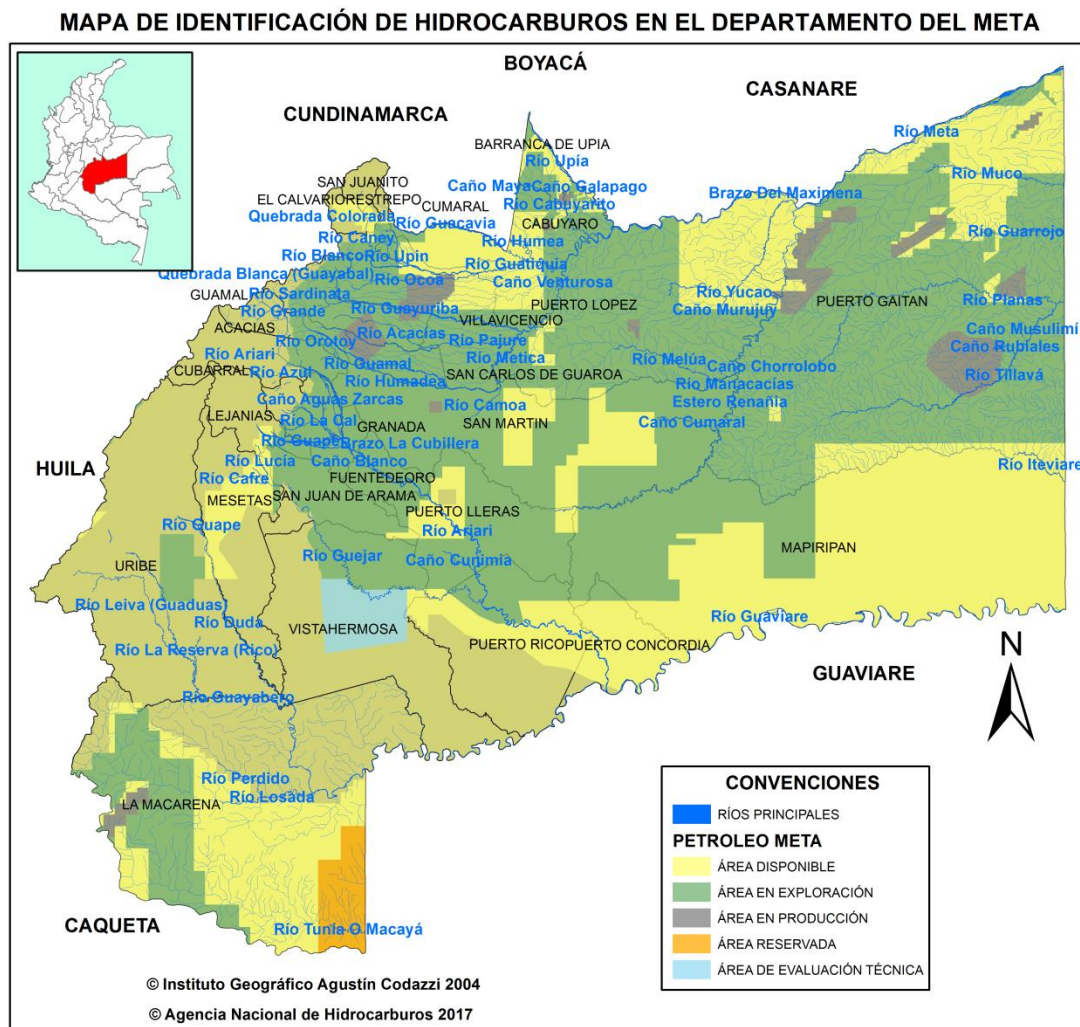 MAPA DE IDENTIFICACIÓN DE HIDROCARBUROS EN EL DEPARTAMENTO DEL META
BOYACÁ
CASANARE
CUNDINAMARCA
BARRANCA DE UPIA
Río Upía
Río Meta
Río Muco
SAN JUANITO
Caño Maya
Caño Galapago
Brazo Del Maximena
EL CALVARIO
RESTREPO
CUMARAL
Río Cabuyarito
Quebrada Colorada
Río Guacavia
CABUYARO
Río Guarrojo
Río Caney
Río Humea
Río Blanco
Río Upín
Río Guatiquia
Quebrada Blanca (Guayabal)
Río Ocoa
Caño Venturosa
GUAMAL
Río Sardinata
Río Yucao
PUERTO GAITAN
Río Planas
Río Grande
Río Guayuriba
PUERTO LOPEZ
Caño Murujuy
ACACIAS
VILLAVICENCIO
Río Orotoy
Río Acacías
Río Pajure
Caño Musulimí
Caño Rubiales
Río Ariari
Río Metica
Río Melúa
CUBARRAL
Río Azul
Río Guamal
Caño Chorrolobo
Río Humadea
SAN CARLOS DE GUAROA
Río Tillavá
Río Manacacías
Caño Aguas Zarcas
Río Camoa
Estero Renañia
LEJANIAS
Río La Cal
GRANADA
SAN MARTIN
Caño Cumaral
Río Guape
Brazo La Cubillera
HUILA
Río Lucía
Caño Blanco
Río Iteviare
Río Cafre
FUENTEDEORO
MESETAS
SAN JUAN DE ARAMA
PUERTO LLERAS
Río Guape
Río Ariari
MAPIRIPAN
URIBE
Río Guejar
Caño Cunimia
Río Leiva (Guaduas)
Río Duda
VISTAHERMOSA
Río Guaviare
Río La Reserva (Rico)
PUERTO RICO
PUERTO CONCORDIA
N
GUAVIARE
Río Guayabero
Río Perdido
Río Losada
LA MACARENA
CAQUETA
Río Tunia O Macayá
CONVENCIONES
RÍOS PRINCIPALES
PETROLEO META
ÁREA DISPONIBLE
ÁREA EN EXPLORACIÓN
ÁREA EN PRODUCCIÓN
ÁREA RESERVADA
ÁREA DE EVALUACIÓN TÉCNICA
© Instituto Geográfico Agustín Codazzi 2004
© Agencia Nacional de Hidrocarburos 2017